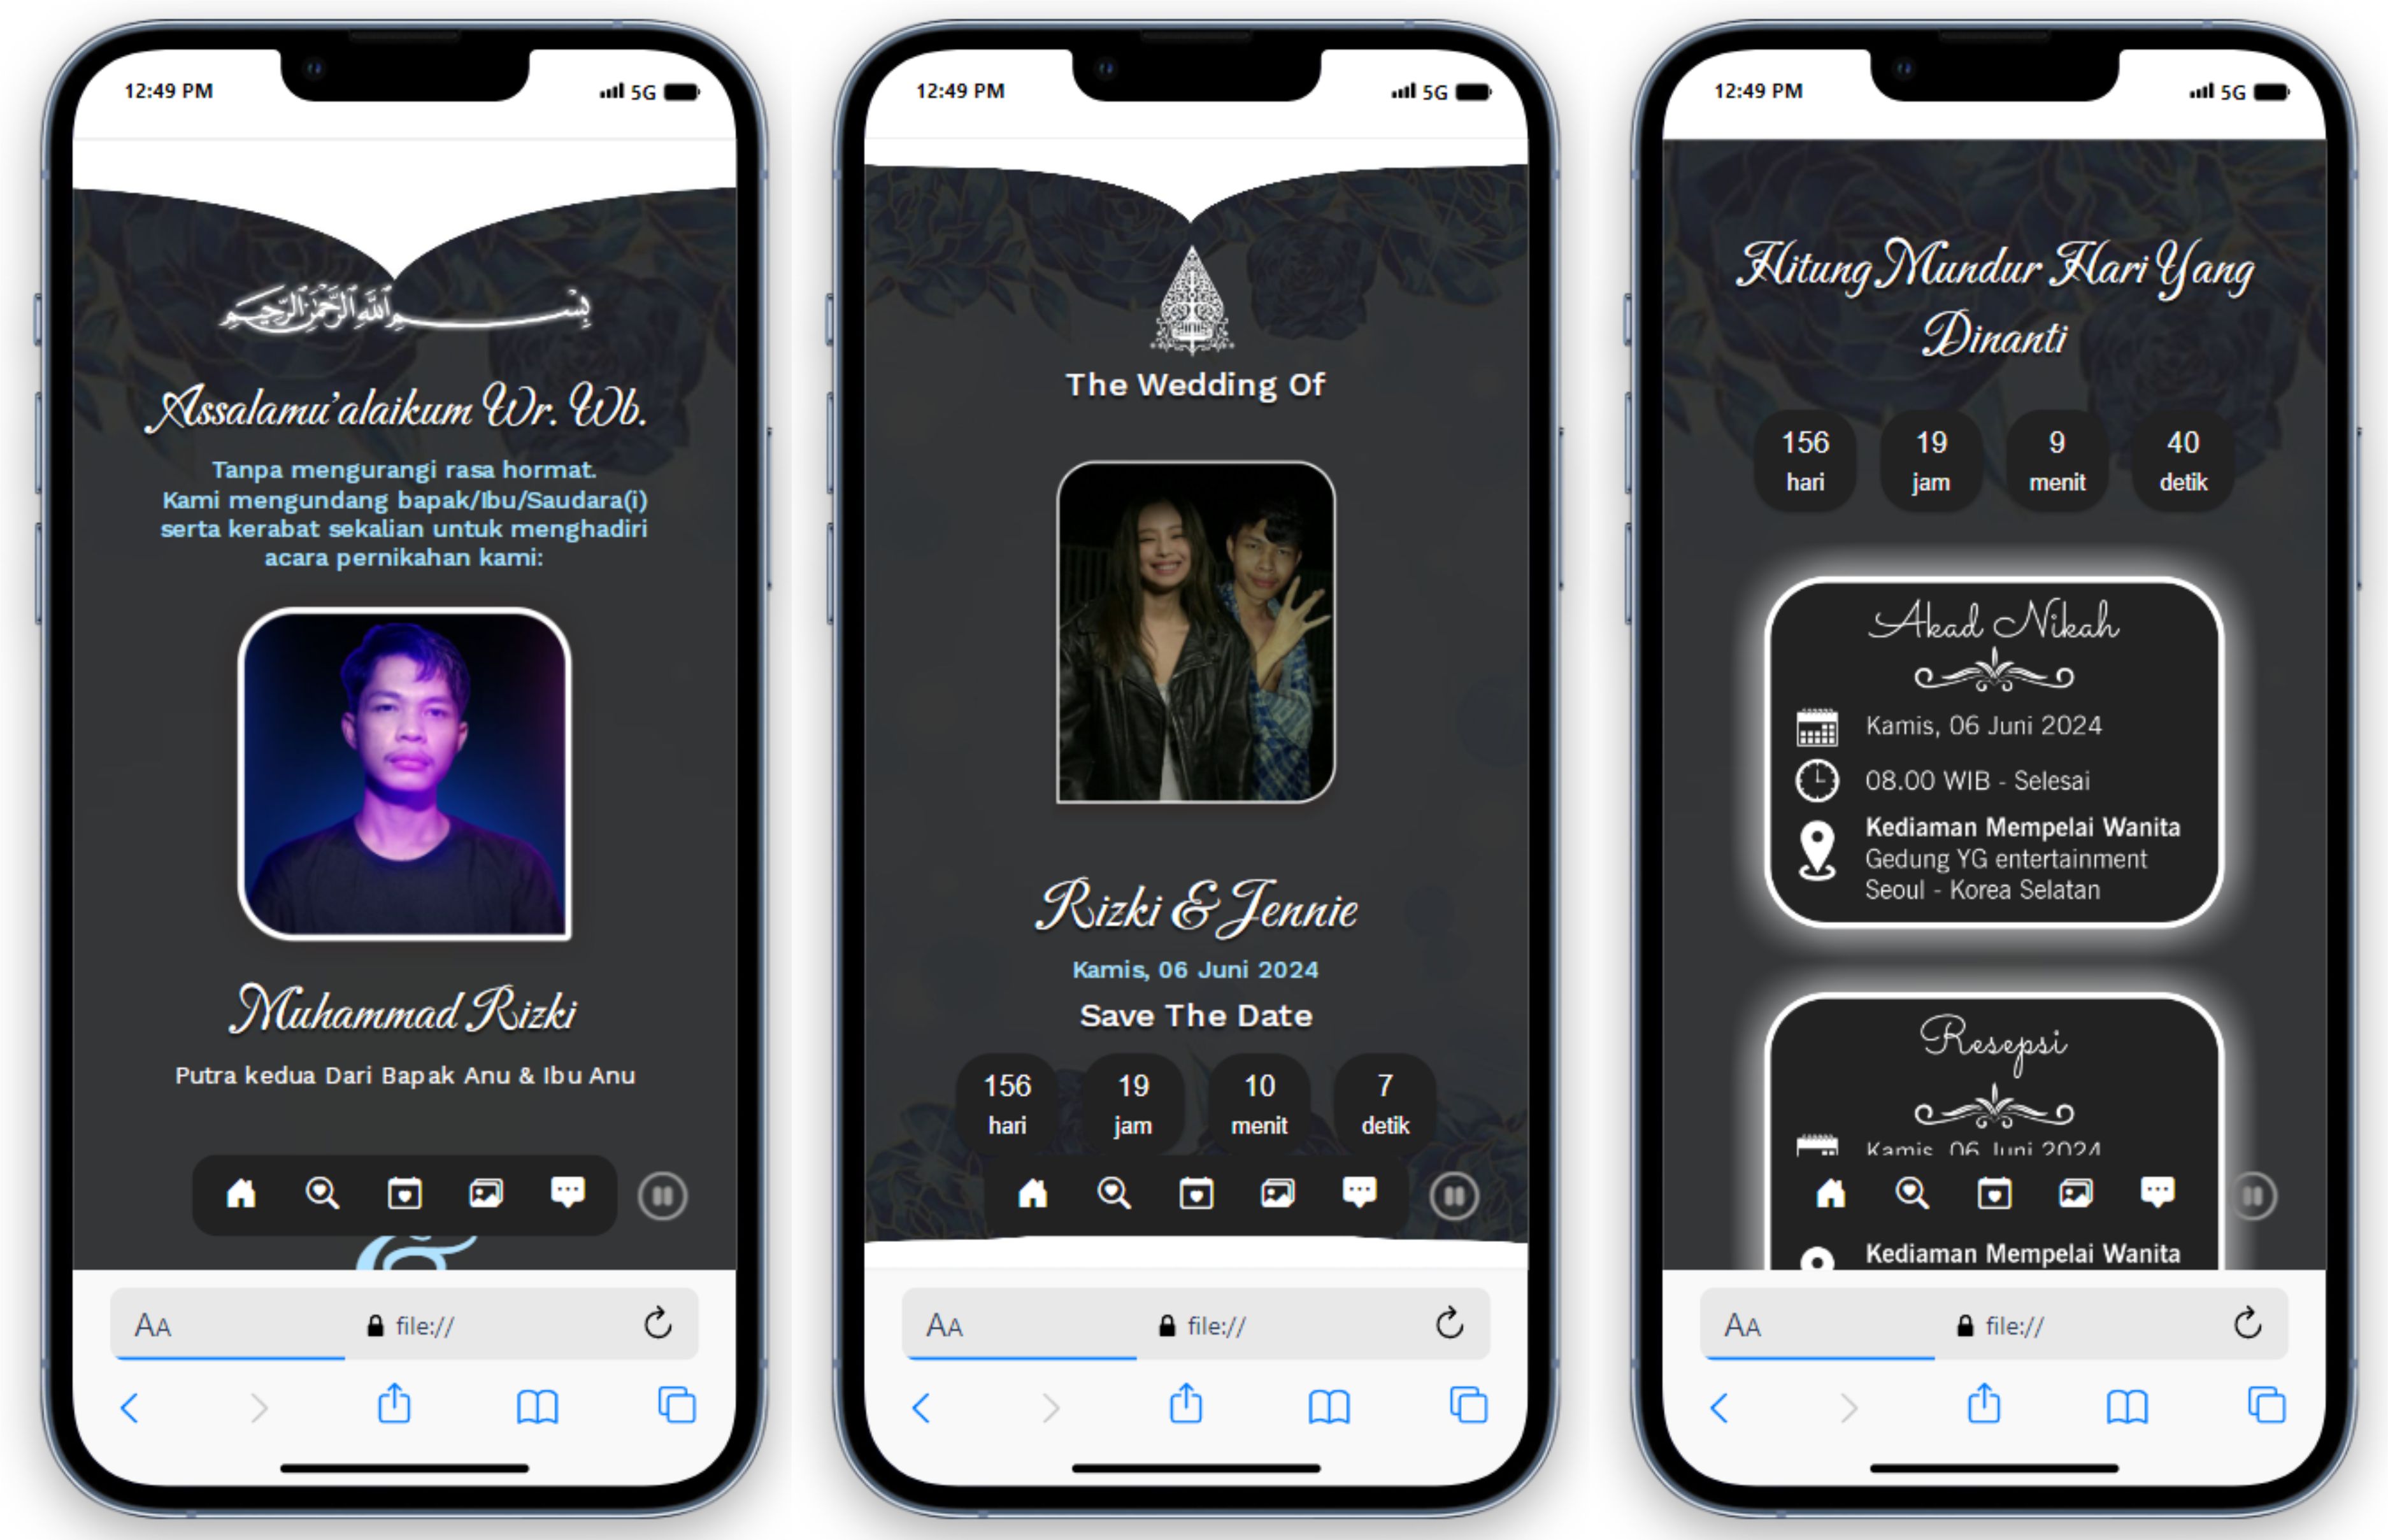 12:49 PM
5G
بِسْمِ اللَّهِ الرَّحْمَٰنِ الرَّحِيمِ
Assalamu'alaikum Wr. Wb.
Tanpa mengurangi rasa hormat.
Kami mengundang bapak/Ibu/Saudara(i)
serta kerabat sekalian untuk menghadiri
acara pernikahan kami:
Muhammad Rizki
Putra kedua Dari Bapak Anu & Ibu Anu
&
AA
file://
12:49 PM
5G
The Wedding Of
Rizki & Jennie
Kamis, 06 Juni 2024
Save The Date
156 19 10 7
hari jam menit detik
AA
file://
12:49 PM
5G
Hitung Mundur Hari Yang
Dinanti
156 19 9 40
hari jam menit detik
Akad Nikah
Kamis, 06 Juni 2024
08.00 WIB - Selesai
Kediaman Mempelai Wanita
Gedung YG entertainment
Seoul - Korea Selatan
Resepsi
Kamis, 06 Juni 2024
Kediaman Mempelai Wanita
AA
file://